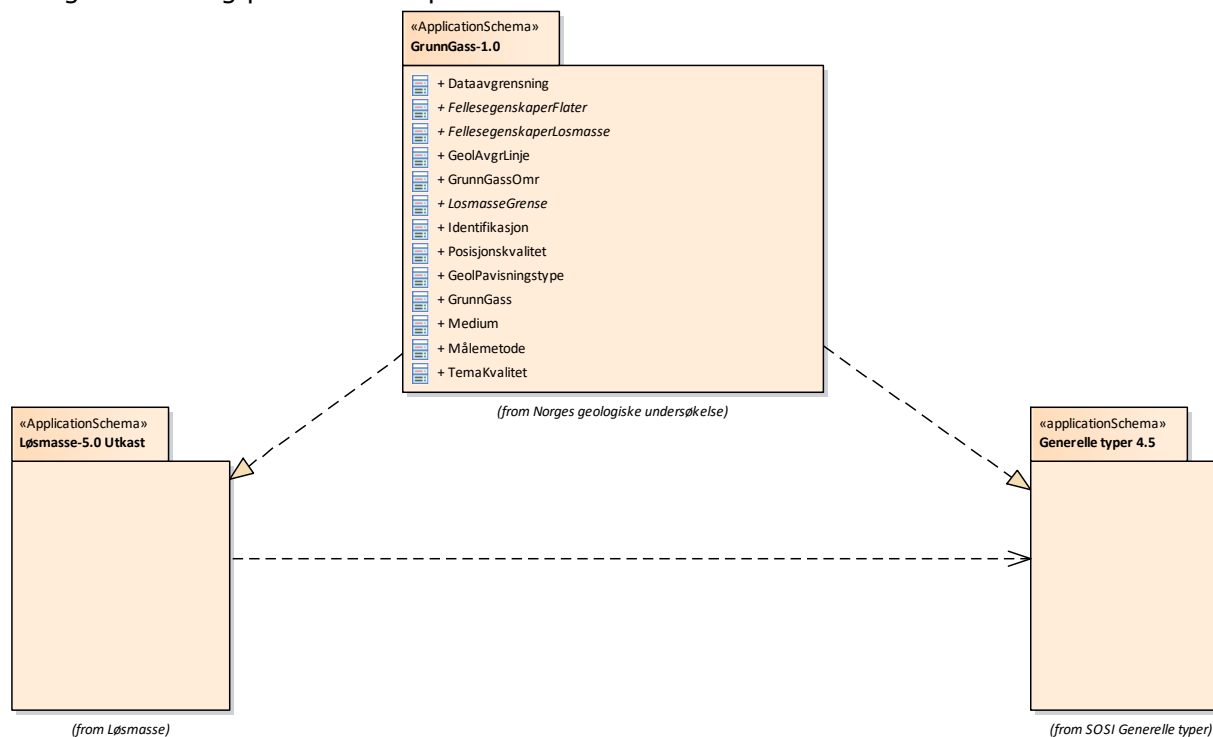 «ApplicationSchema»
GrunnGass-1.0
+ Dataavgrensning
+ FellesegenskaperFlater
+ FellesegenskaperLosmasse
+ GeolAvgrLinje
+ GrunnGassOmr
+ LosmasseGrense
+ Identifikasjon
+ Posisjonskvalitet
+ GeolPavisningstype
+ GrunnGass
+ Medium
+ Målemetode
+ TemaKvalitet
(from Norges geologiske undersøkelse)
«ApplicationSchema»
Løsmasse-5.0 Utkast
(from Løsmasse)
«applicationSchema»
Generelle typer 4.5
(from SOSI Generelle typer)